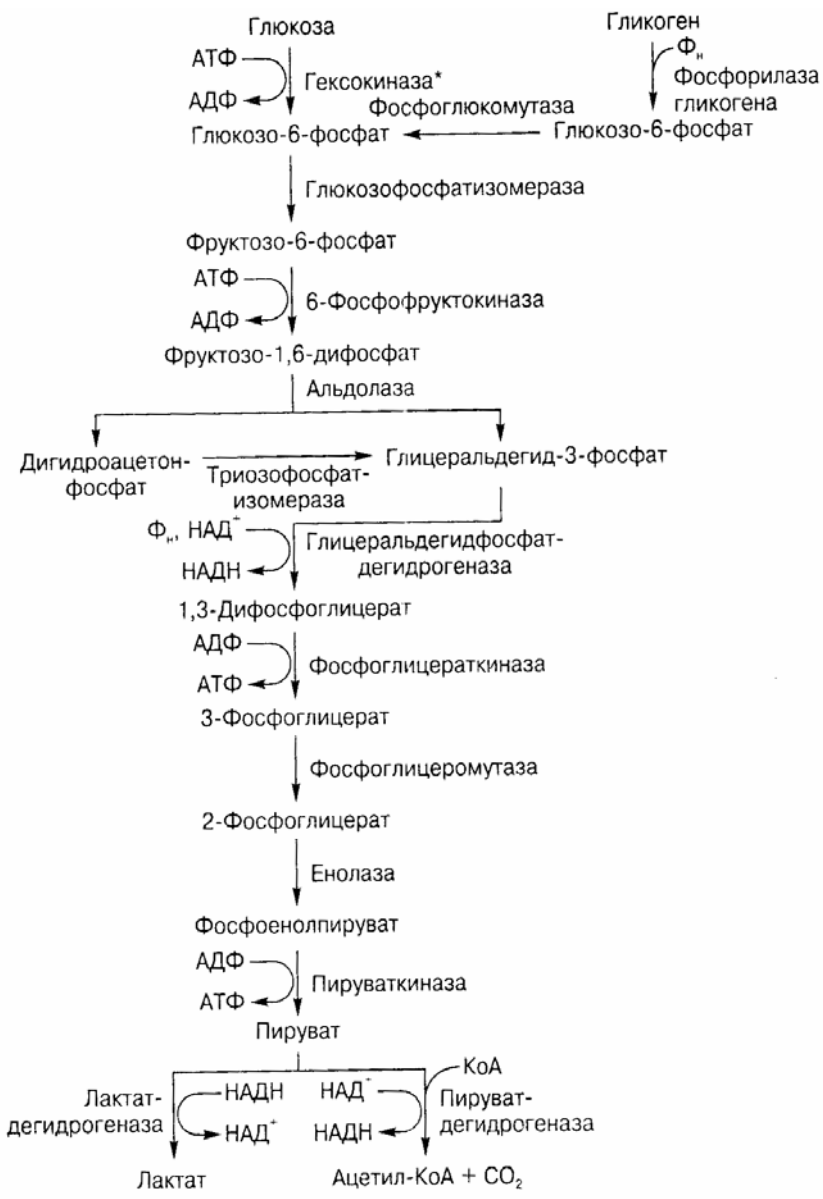 Глюкоза
Гликоген
АТФ
Фн
АДФ
Гексокиназа*
Фосфорилаза
гликогена
Фосфоглюкомутаза
Глюкозо-6-фосфат
Глюкозо-6-фосфат
Глюкозофосфатизомераза
Фруктозо-6-фосфат
АТФ
АДФ
6-Фосфофруктокиназа
Фруктозо-1,6-дифосфат
Альдолаза
Дигидроацетон-
фосфат
Триозофосфат-
изомераза
Глицеральдегид-3-фосфат
Фн, НАД+
НАДН
Глицеральдегидфосфат-
дегидрогеназа
1,3-Дифосфоглицерат
АДФ
АТФ
Фосфоглицераткиназа
3-Фосфоглицерат
Фосфоглицеромутаза
2-Фосфоглицерат
Енолаза
Фосфоенолпируват
АДФ
АТФ
Пируваткиназа
Пируват
Лактат-
дегидрогеназа
НАДН
НАД+
НАД+
НАДН
КоА
Пируват-
дегидрогеназа
Лактат
Ацетил-КоА + CO2